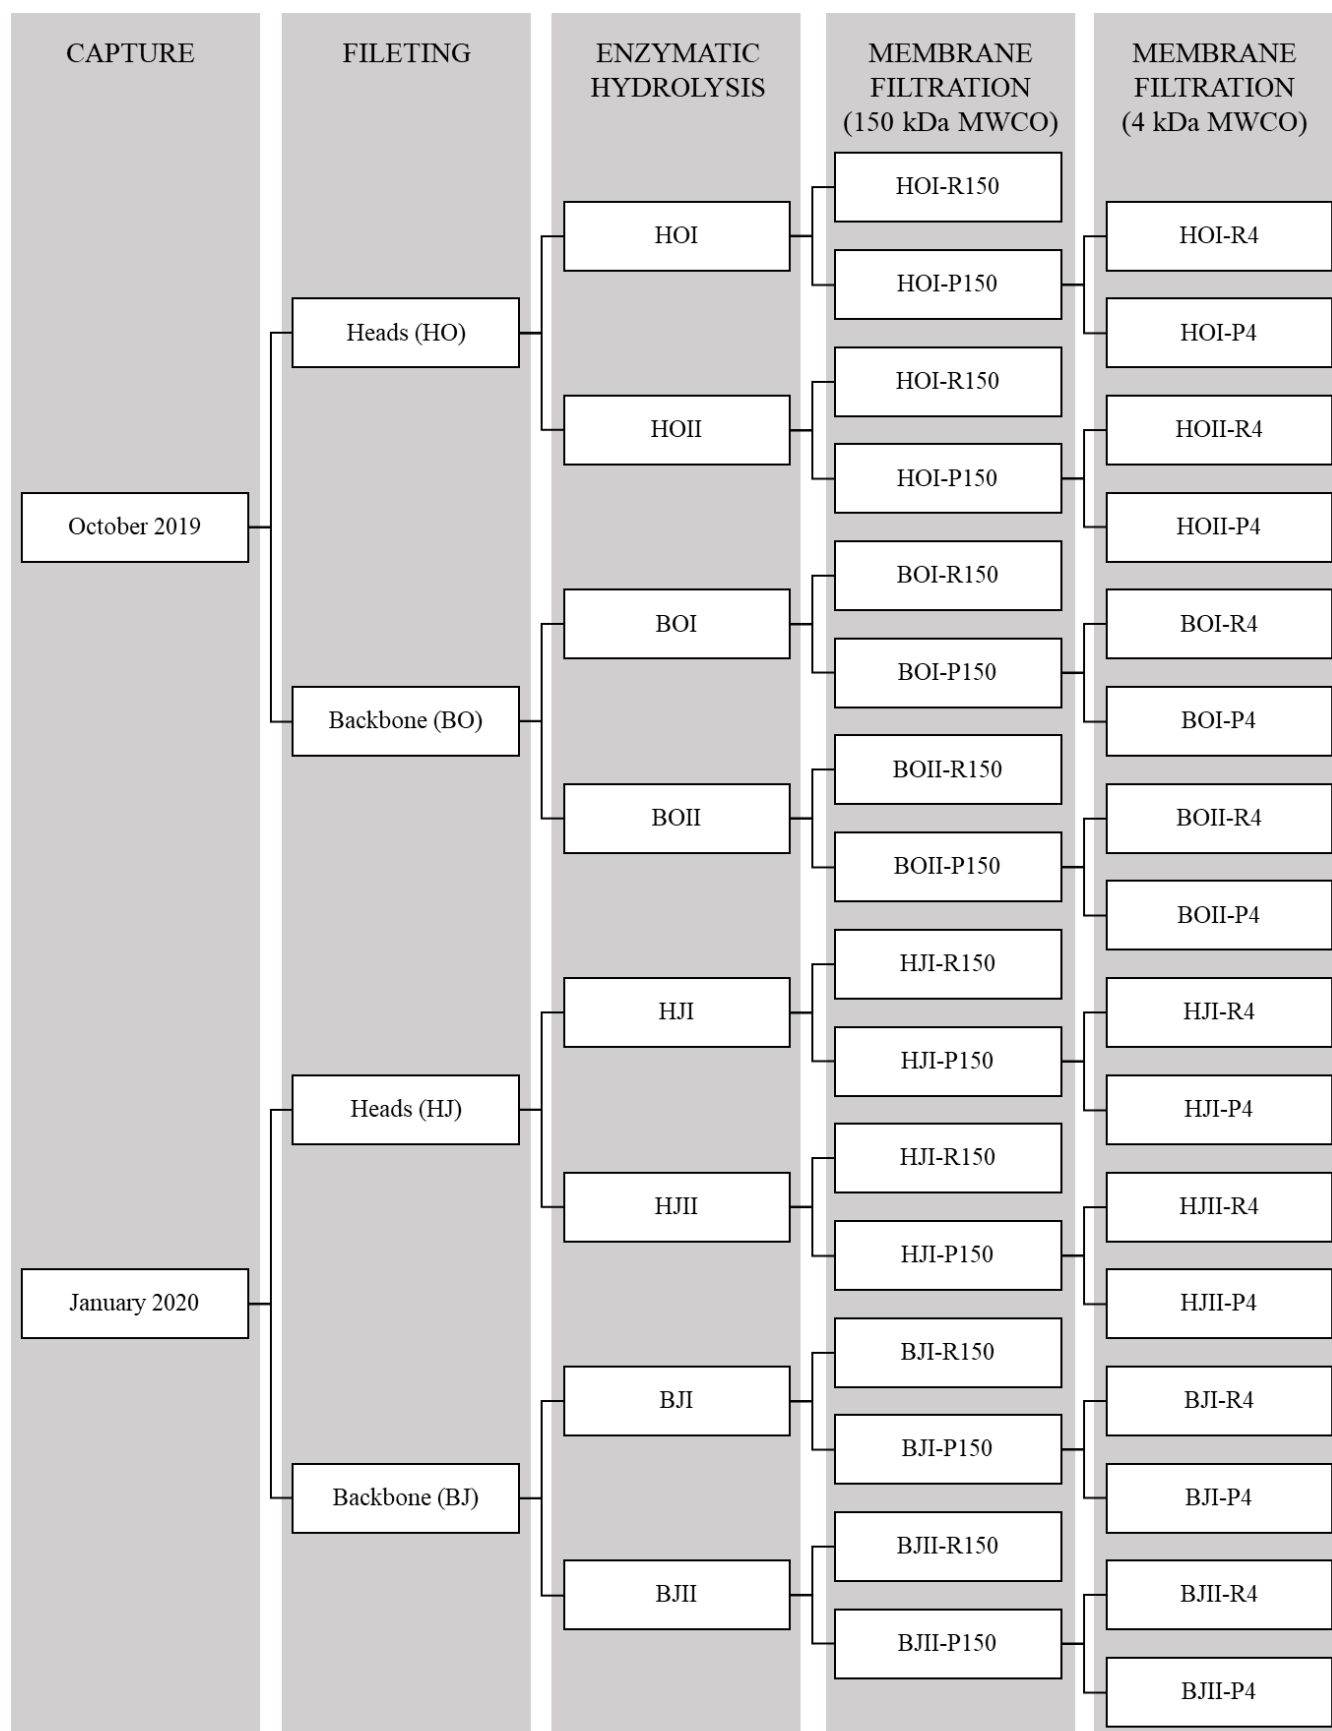 CAPTURE
FILETING
ENZYMATIC
HYDROLYSIS
MEMBRANE
FILTRATION
(150 kDa MWCO)
MEMBRANE
FILTRATION
(4 kDa MWCO)
October 2019
January 2020
Heads (HO)
Backbone (BO)
Heads (HJ)
Backbone (BJ)
HOI
HOII
BOI
BOII
HJI
HJII
BJI
BJII
HOI-R150
HOI-P150
HOI-R150
HOI-P150
BOI-R150
BOI-P150
BOII-R150
BOII-P150
HJI-R150
HJI-P150
HJI-R150
HJI-P150
BJI-R150
BJI-P150
BJII-R150
BJII-P150
HOI-R4
HOI-P4
HOII-R4
HOII-P4
BOI-R4
BOI-P4
BOII-R4
BOII-P4
HJI-R4
HJI-P4
HJII-R4
HJII-P4
BJI-R4
BJI-P4
BJII-R4
BJII-P4